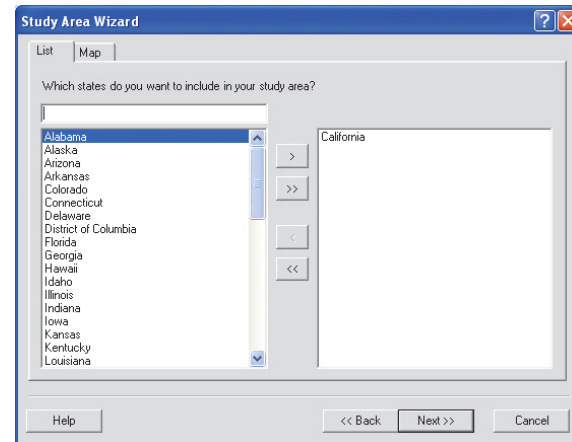 Study Area Wizard
List
Map
Which states do you want to include in your study area?
Alabama
Alaska
Arizona
Arkansas
Colorado
Connecticut
Delaware
District of Columbia
Florida
Georgia
Hawaii
Idaho
Illinois
Indiana
Iowa
Kansas
Kentucky
Louisiana
>
>>
<
<<
California
Help
<< Back
Next >>
Cancel